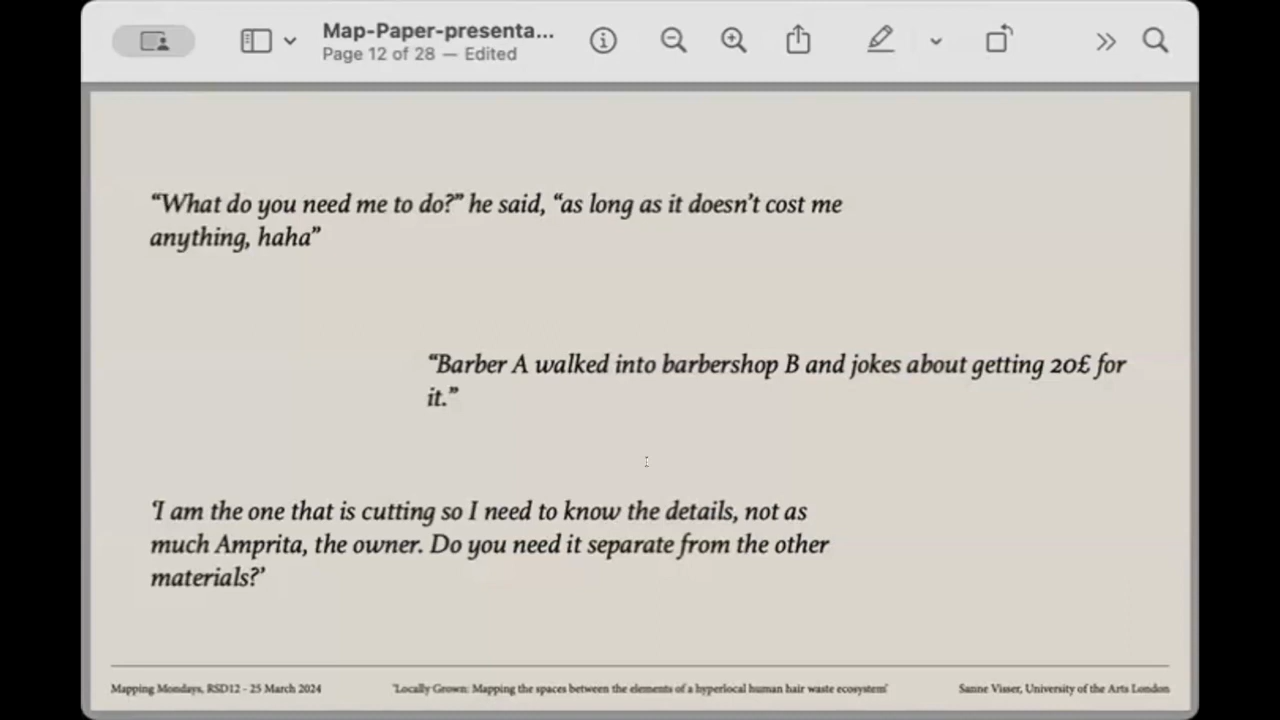 Map-Paper-presenta...
Page 12 of 28 — Edited
“What do you need me to do?” he said, “as long as it doesn’t cost me
anything, haha”
“Barber A walked into barbershop B and jokes about getting 20£ for
it.”
‘I am the one that is cutting so I need to know the details, not as
much Amprita, the owner. Do you need it separate from the other
materials?’
Mapping Mondays, RSD12 - 25 March 2024
‘Locally Grown: Mapping the spaces between the elements of a hyperlocal human hair waste ecosystem’
Sanne Visser, University of the Arts London